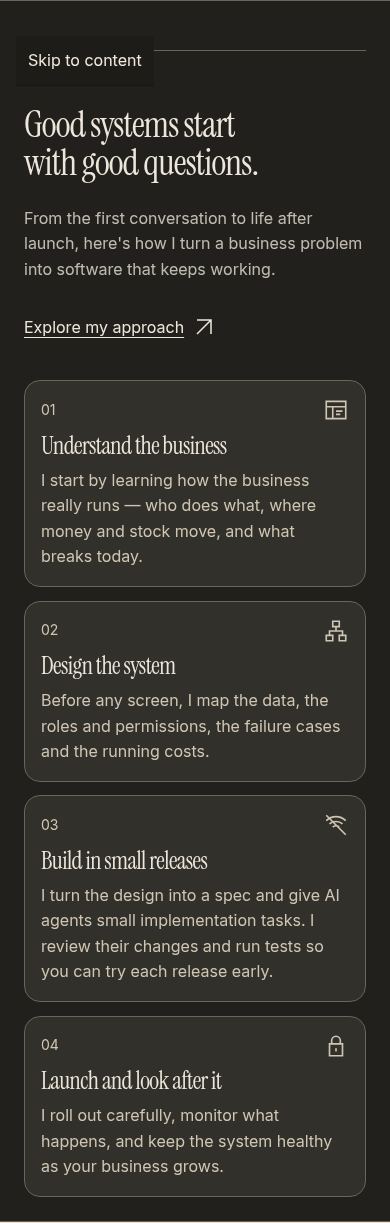 Skip to content
Good systems start
with good questions.
From the first conversation to life after
launch, here's how I turn a business problem
into software that keeps working.
Explore my approach
01
Understand the business
I start by learning how the business
really runs — who does what, where
money and stock move, and what
breaks today.
02
Design the system
Before any screen, I map the data, the
roles and permissions, the failure cases
and the running costs.
03
Build in small releases
I turn the design into a spec and give AI
agents small implementation tasks. I
review their changes and run tests so
you can try each release early.
04
Launch and look after it
I roll out carefully, monitor what
happens, and keep the system healthy
as your business grows.